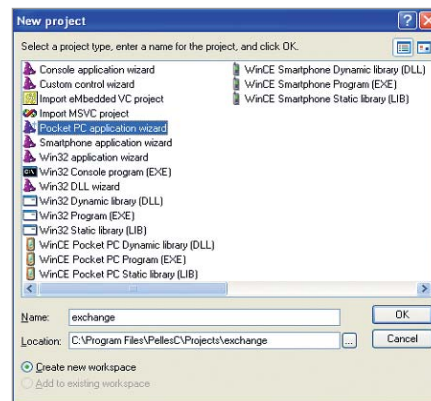 New project
Select a project type, enter a name for the project, and click OK.
Console application wizard
Custom control wizard
Import eMbedded VC project
Import MSVC project
Pocket PC application wizard
Smartphone application wizard
Win32 application wizard
Win32 Console program (EXE)
Win32 DLL wizard
Win32 Dynamic library (DLL)
Win32 Program (EXE)
Win32 Static library (LIB)
WinCE Pocket PC Dynamic library (DLL)
WinCE Pocket PC Program (EXE)
WinCE Pocket PC Static library (LIB)
WinCE Smartphone Dynamic library (DLL)
WinCE Smartphone Program (EXE)
WinCE Smartphone Static library (LIB)
Name: exchange
OK
Location: C:\Program Files\PellesC\Projects\exchange
...
Cancel
Create new workspace
Add to existing workspace